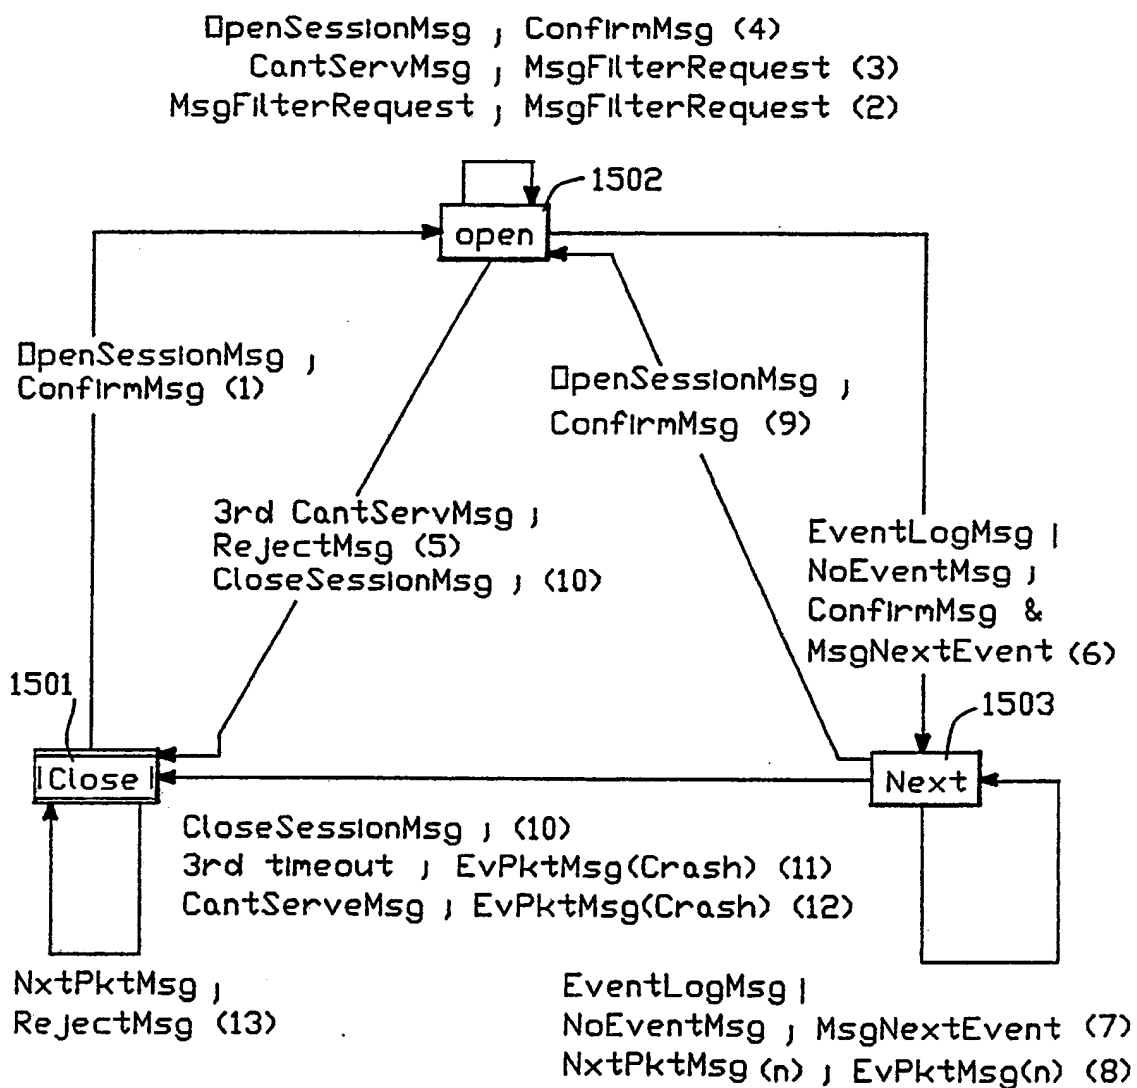 OpenSessionMsg ; ConfirmMsg (4)
CantServMsg ; MsgFilterRequest (3)
MsgFilterRequest ; MsgFilterRequest (2)
1502
open
OpenSessionMsg ;
ConfirmMsg (1)
OpenSessionMsg ;
ConfirmMsg (9)
3rd CantServMsg ;
RejectMsg (5)
CloseSessionMsg ; (10)
EventLogMsg |
NoEventMsg ;
ConfirmMsg &
MsgNextEvent (6)
1501
1503
Close
Next
CloseSessionMsg ; (10)
3rd timeout ; EvPktMsg(Crash) (11)
CantServeMsg ; EvPktMsg(Crash) (12)
NxtPktMsg ;
RejectMsg (13)
EventLogMsg |
NoEventMsg ; MsgNextEvent (7)
NxtPktMsg (n) ; EvPktMsg(n) (8)